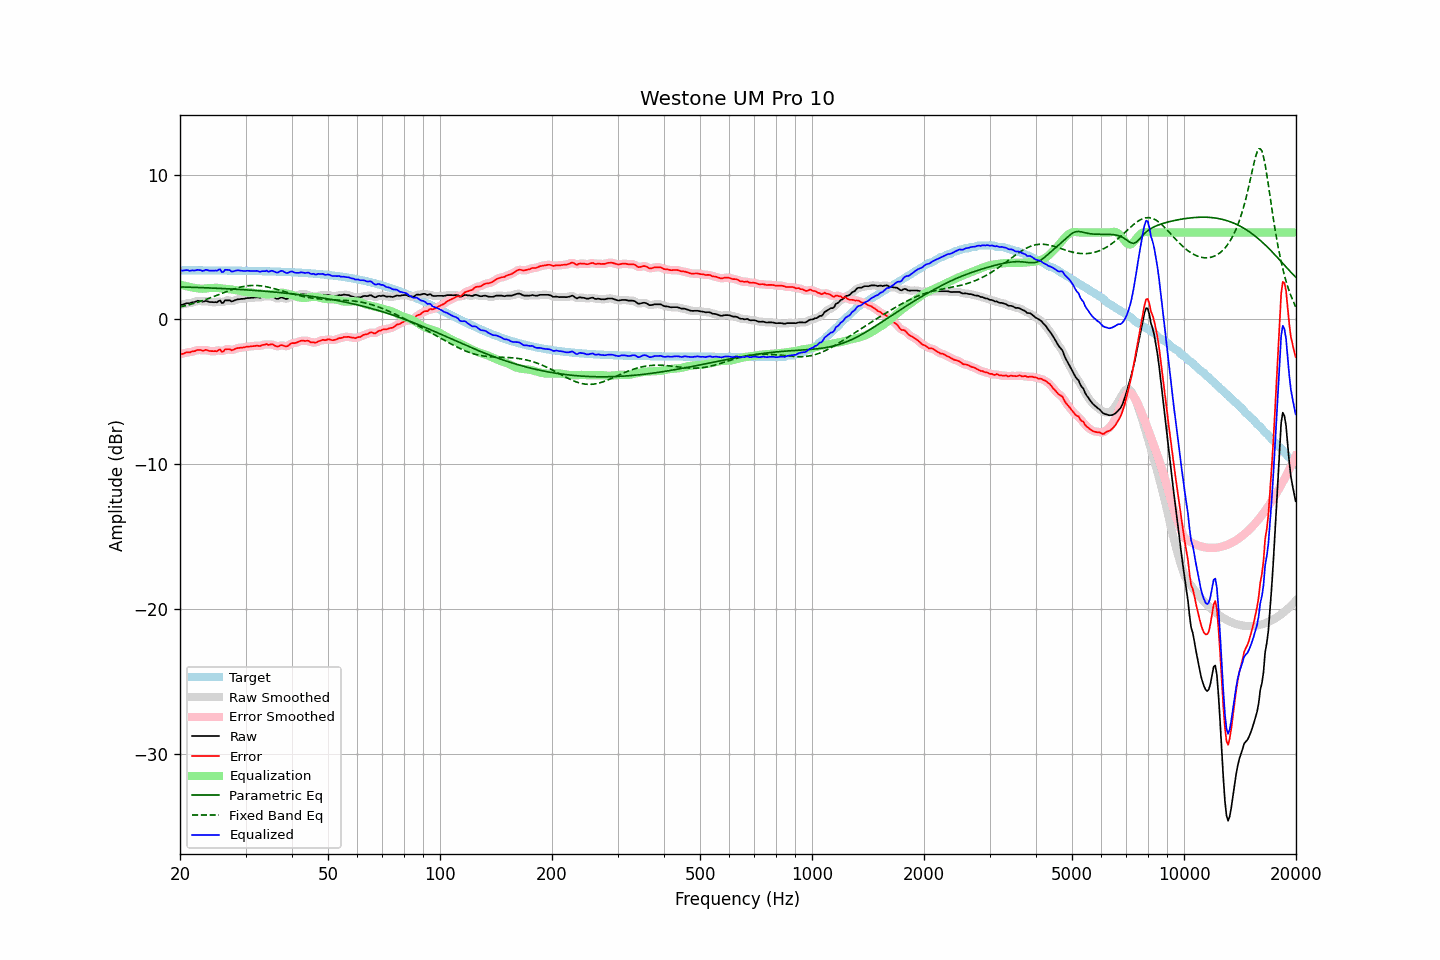 Westone UM Pro 10
Amplitude (dBr)
10
0
−10
−20
−30
Target
Raw Smoothed
Error Smoothed
Raw
Error
Equalization
Parametric Eq
Fixed Band Eq
Equalized
20 50 100 200 500 1000 2000 5000 10000 20000
Frequency (Hz)